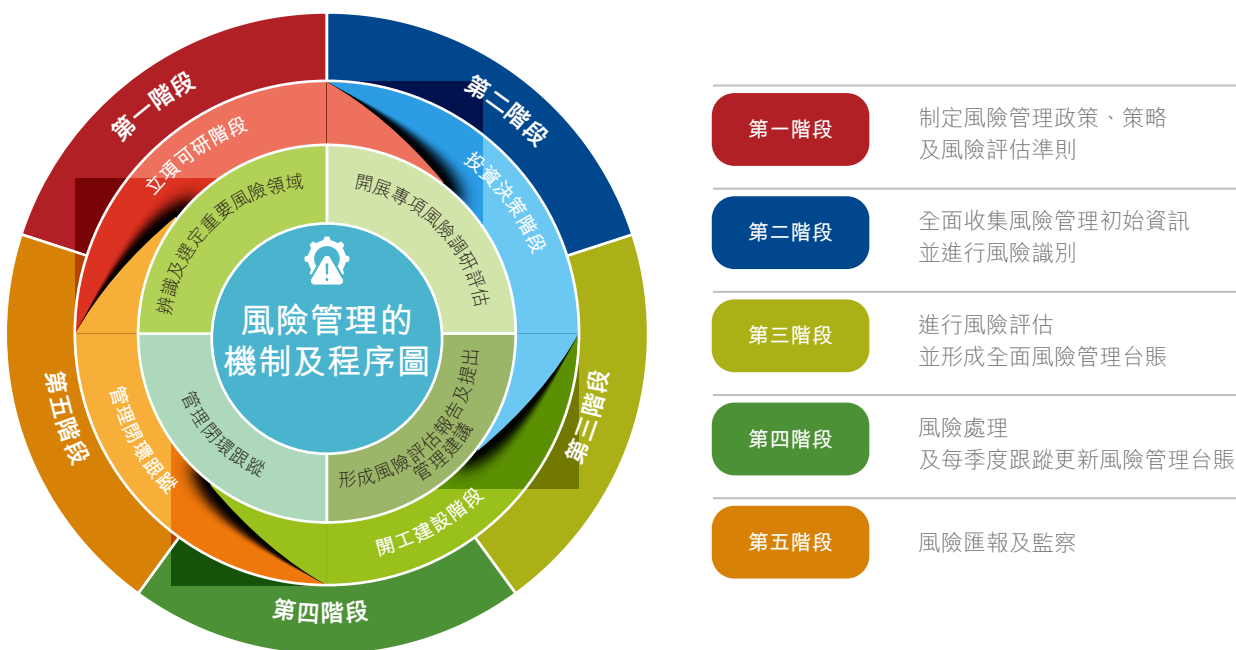 第一階段
第二階段
第三階段
第四階段
第五階段
立項可研階段
投資決策階段
開工建設階段
管理閉環跟蹤
辨識及選定重要風險領域
開展專項風險調研評估
形成風險評估報告及提出
管理建議
管理閉環跟蹤
風險管理的
機制及程序圖
第一階段
制定風險管理政策、策略
及風險評估準則
第二階段
全面收集風險管理初始資訊
並進行風險識別
第三階段
進行風險評估
並形成全面風險管理台賬
第四階段
風險處理
及每季度跟蹤更新風險管理台賬
第五階段
風險匯報及監察